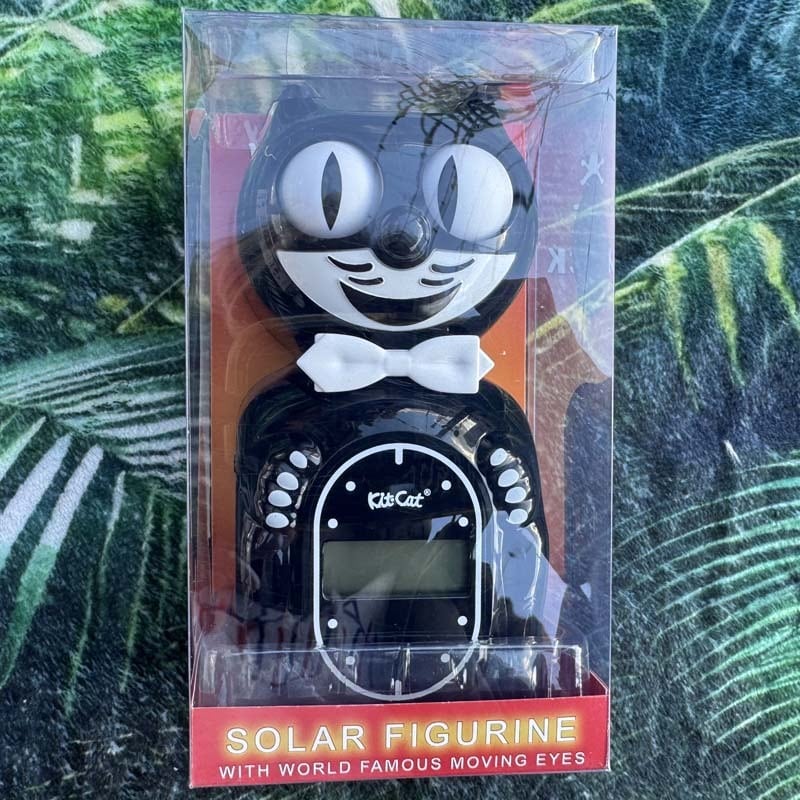 Kit-Cat®
SOLAR FIGURINE
WITH WORLD FAMOUS MOVING EYES